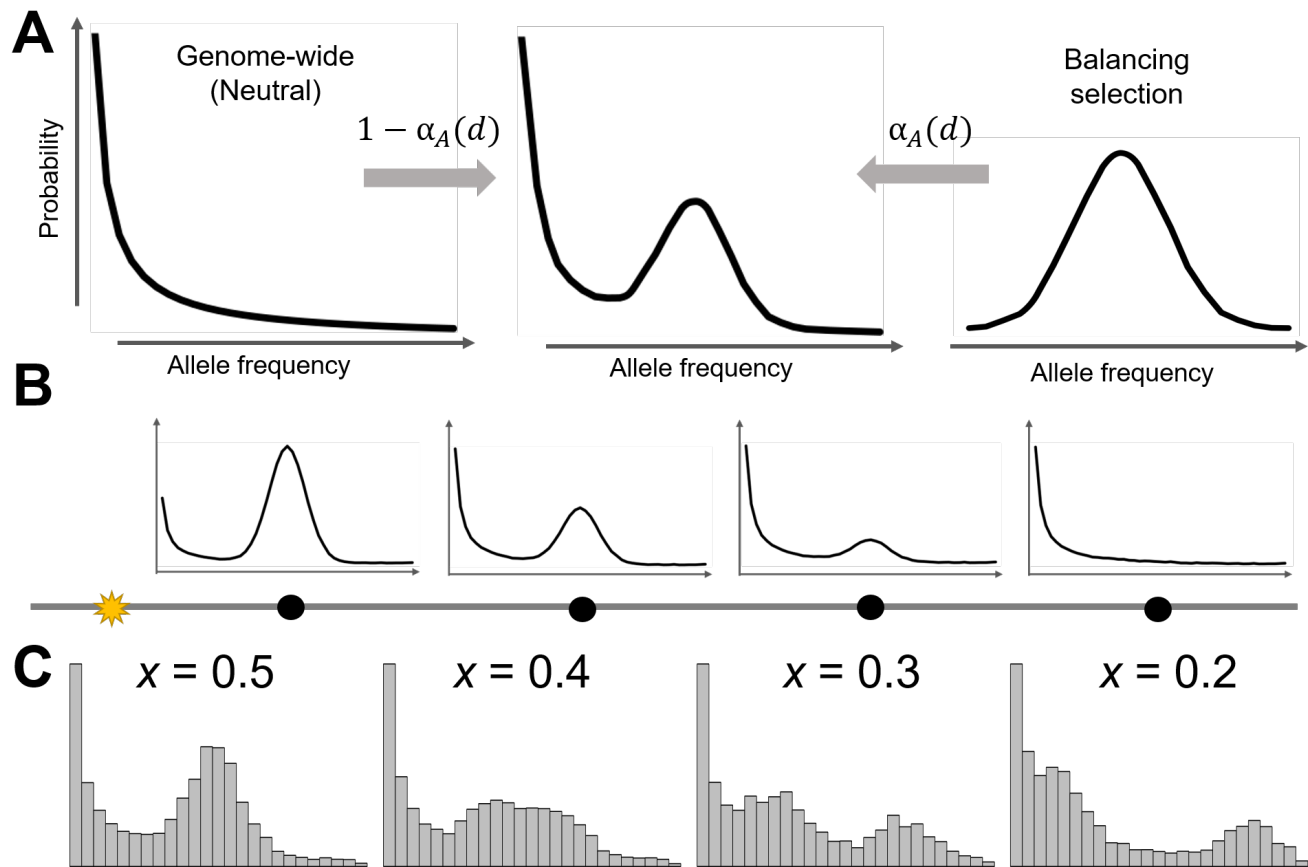 A
Genome-wide
(Neutral)
Balancing
selection
1 − α_A(d)
α_A(d)
Probability
Allele frequency
Allele frequency
Allele frequency
B
C
x = 0.5
x = 0.4
x = 0.3
x = 0.2